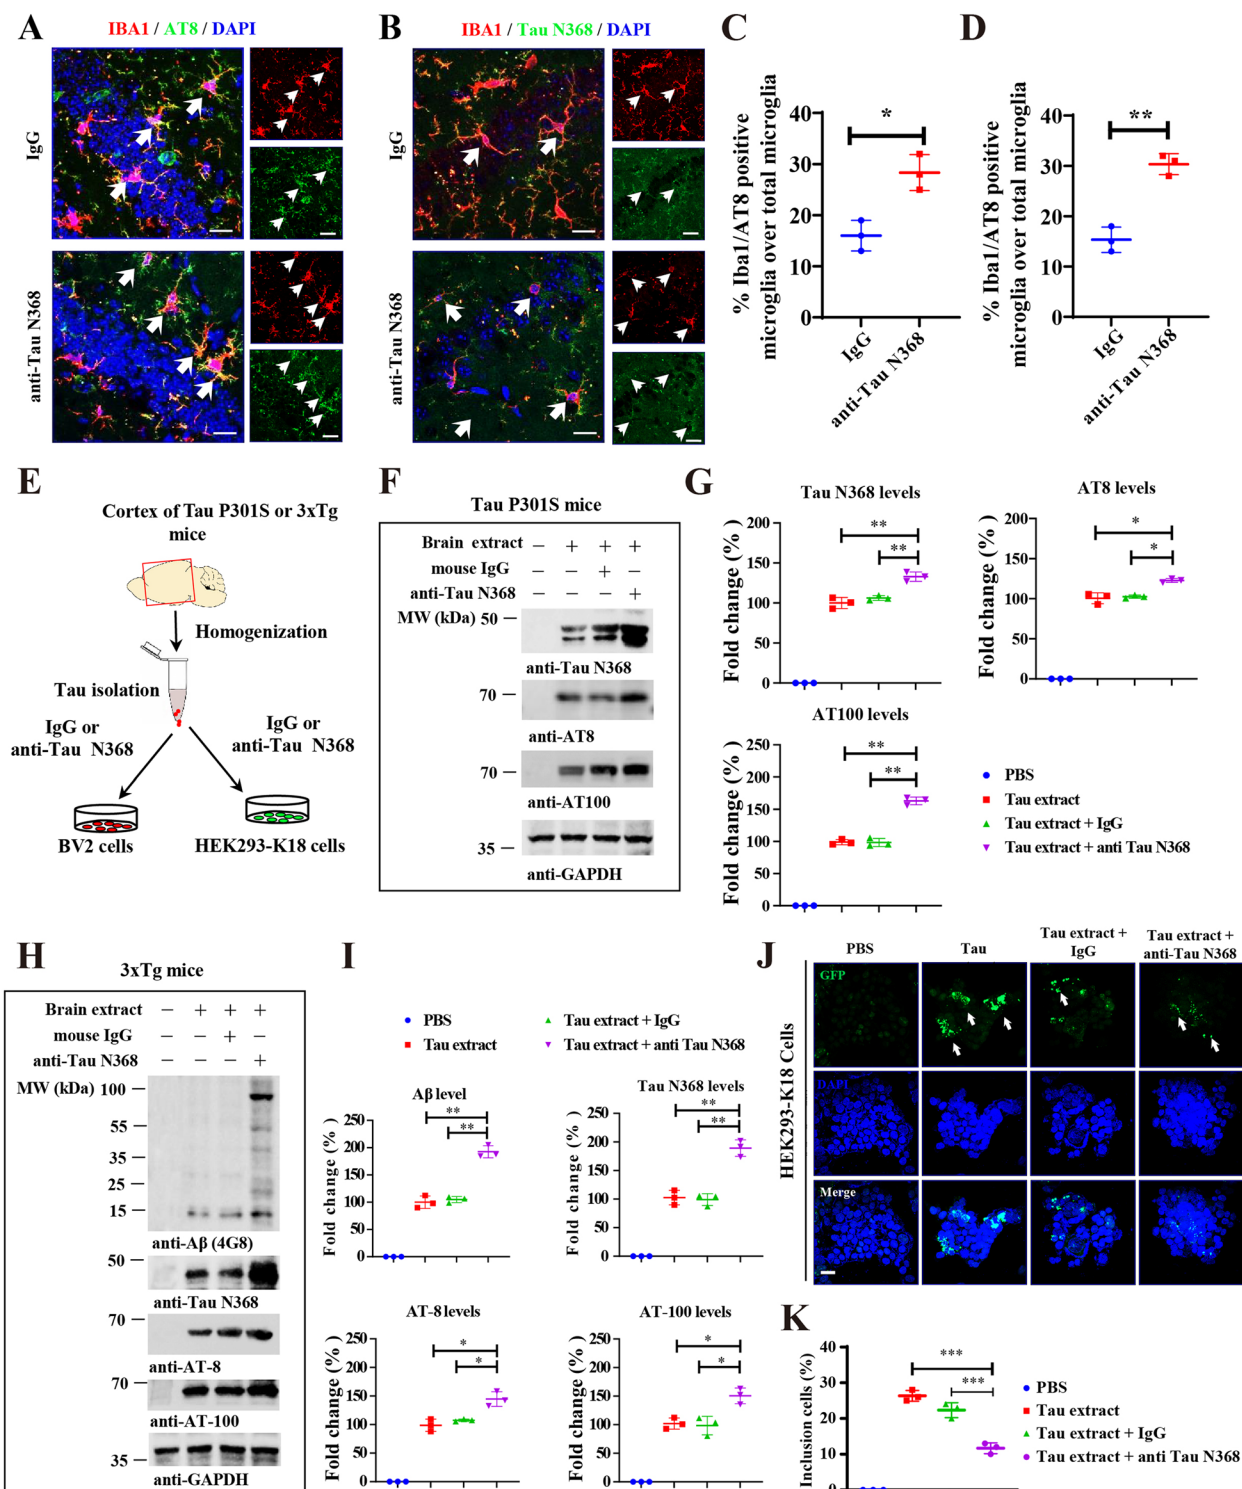 A
IBA1 / AT8 / DAPI
IgG
anti-Tau N368
B
IBA1 / Tau N368 / DAPI
IgG
anti-Tau N368
C
% Iba1/AT8 positive
microglia over total microglia
40
30
20
10
0
*
IgG
anti-Tau N368
D
% Iba1/AT8 positive
microglia over total microglia
40
30
20
10
0
**
IgG
anti-Tau N368
E
Cortex of Tau P301S or 3xTg
mice
Homogenization
Tau isolation
IgG or
anti-Tau N368
IgG or
anti-Tau N368
BV2 cells
HEK293-K18 cells
F
Tau P301S mice
Brain extract − + + +
mouse IgG − − + −
anti-Tau N368 − − − +
MW (kDa)
50
anti-Tau N368
70
anti-AT8
70
anti-AT100
35
anti-GAPDH
G
Tau N368 levels
Fold change (%)
200
150
100
50
0
**
**
AT8 levels
Fold change (%)
200
150
100
50
0
*
*
AT100 levels
Fold change (%)
250
200
150
100
50
0
**
**
PBS
Tau extract
Tau extract + IgG
Tau extract + anti Tau N368
H
3xTg mice
Brain extract − + + +
mouse IgG − − + −
anti-Tau N368 − − − +
MW (kDa)
100
55
35
25
15
anti-Aβ (4G8)
50
anti-Tau N368
70
anti-AT-8
70
anti-AT-100
35
anti-GAPDH
I
PBS
Tau extract
Tau extract + IgG
Tau extract + anti Tau N368
Aβ level
Fold change (%)
250
200
150
100
50
0
**
**
Tau N368 levels
Fold change (%)
250
200
150
100
50
0
**
**
AT-8 levels
Fold change (%)
250
200
150
100
50
0
*
*
AT-100 levels
Fold change (%)
250
200
150
100
50
0
*
*
J
PBS
Tau
Tau extract +
IgG
Tau extract +
anti-Tau N368
HEK293-K18 Cells
GFP
DAPI
Merge
K
Inclusion cells (%)
40
30
20
10
0
***
***
PBS
Tau extract
Tau extract + IgG
Tau extract + anti Tau N368